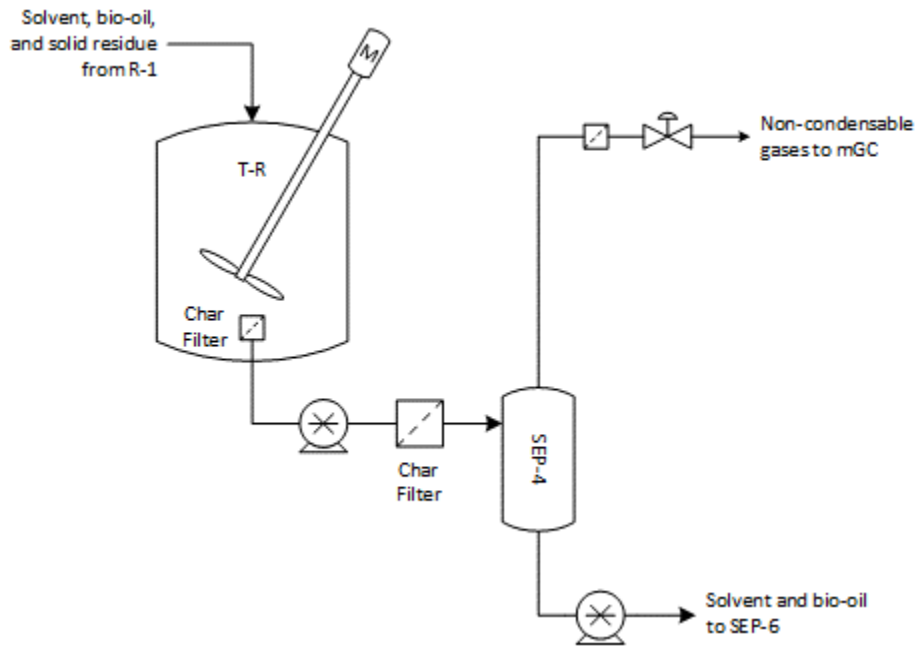 Solvent, bio-oil,
and solid residue
from R-1
M
T-R
Non-condensable
gases to mGC
Char
Filter
SEP-4
Char
Filter
Solvent and bio-oil
to SEP-6